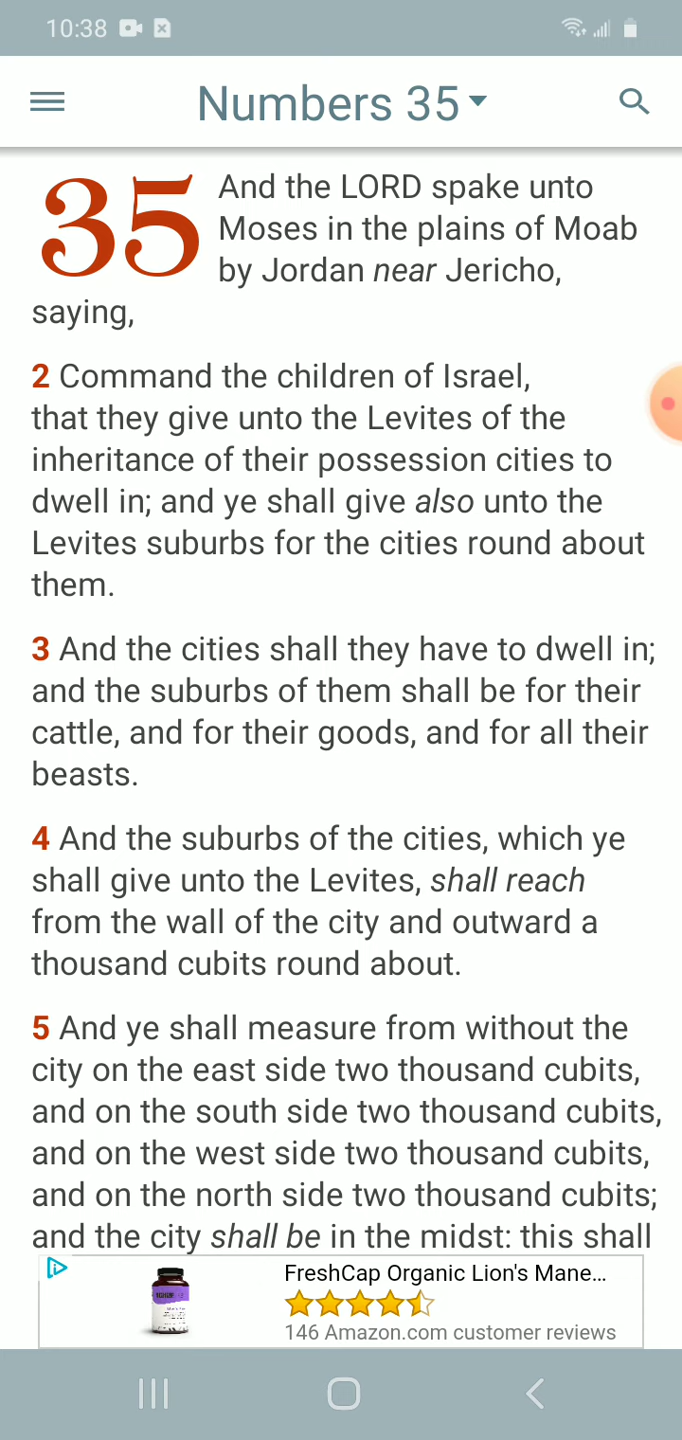 10:38
Numbers 35
35 And the LORD spake unto
Moses in the plains of Moab
by Jordan near Jericho,
saying,
2 Command the children of Israel,
that they give unto the Levites of the
inheritance of their possession cities to
dwell in; and ye shall give also unto the
Levites suburbs for the cities round about
them.
3 And the cities shall they have to dwell in;
and the suburbs of them shall be for their
cattle, and for their goods, and for all their
beasts.
4 And the suburbs of the cities, which ye
shall give unto the Levites, shall reach
from the wall of the city and outward a
thousand cubits round about.
5 And ye shall measure from without the
city on the east side two thousand cubits,
and on the south side two thousand cubits,
and on the west side two thousand cubits,
and on the north side two thousand cubits;
and the city shall be in the midst: this shall
FreshCap Organic Lion's Mane...
146 Amazon.com customer reviews